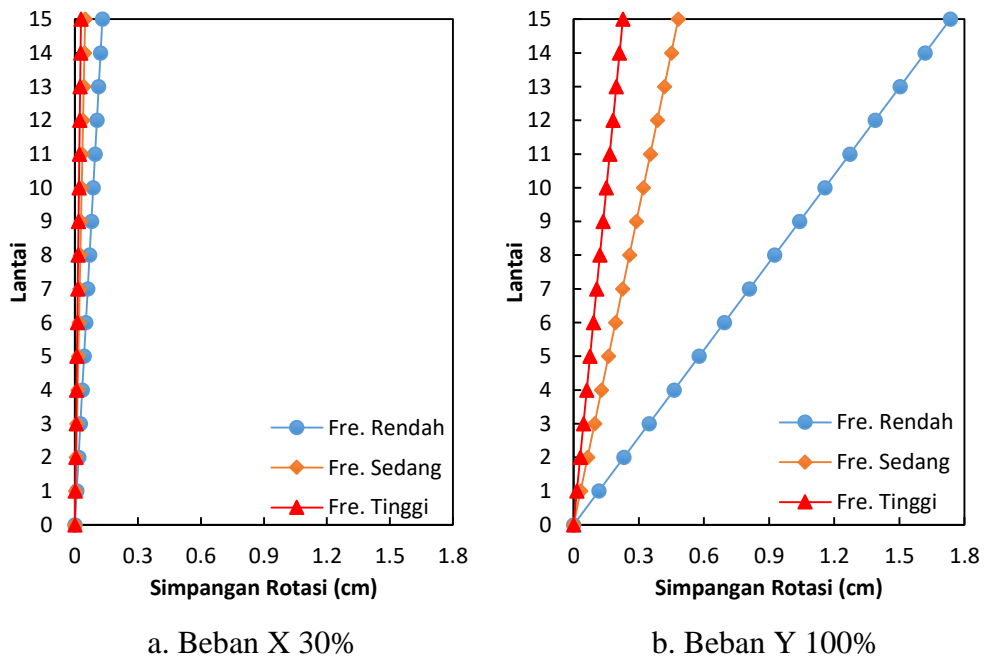 15
14
13
12
11
10
9
8
7
6
5
4
3
2
1
0
Lantai
Fre. Rendah
Fre. Sedang
Fre. Tinggi
0 0.3 0.6 0.9 1.2 1.5 1.8
Simpangan Rotasi (cm)
a. Beban X 30%
15
14
13
12
11
10
9
8
7
6
5
4
3
2
1
0
Lantai
Fre. Rendah
Fre. Sedang
Fre. Tinggi
0 0.3 0.6 0.9 1.2 1.5 1.8
Simpangan Rotasi (cm)
b. Beban Y 100%